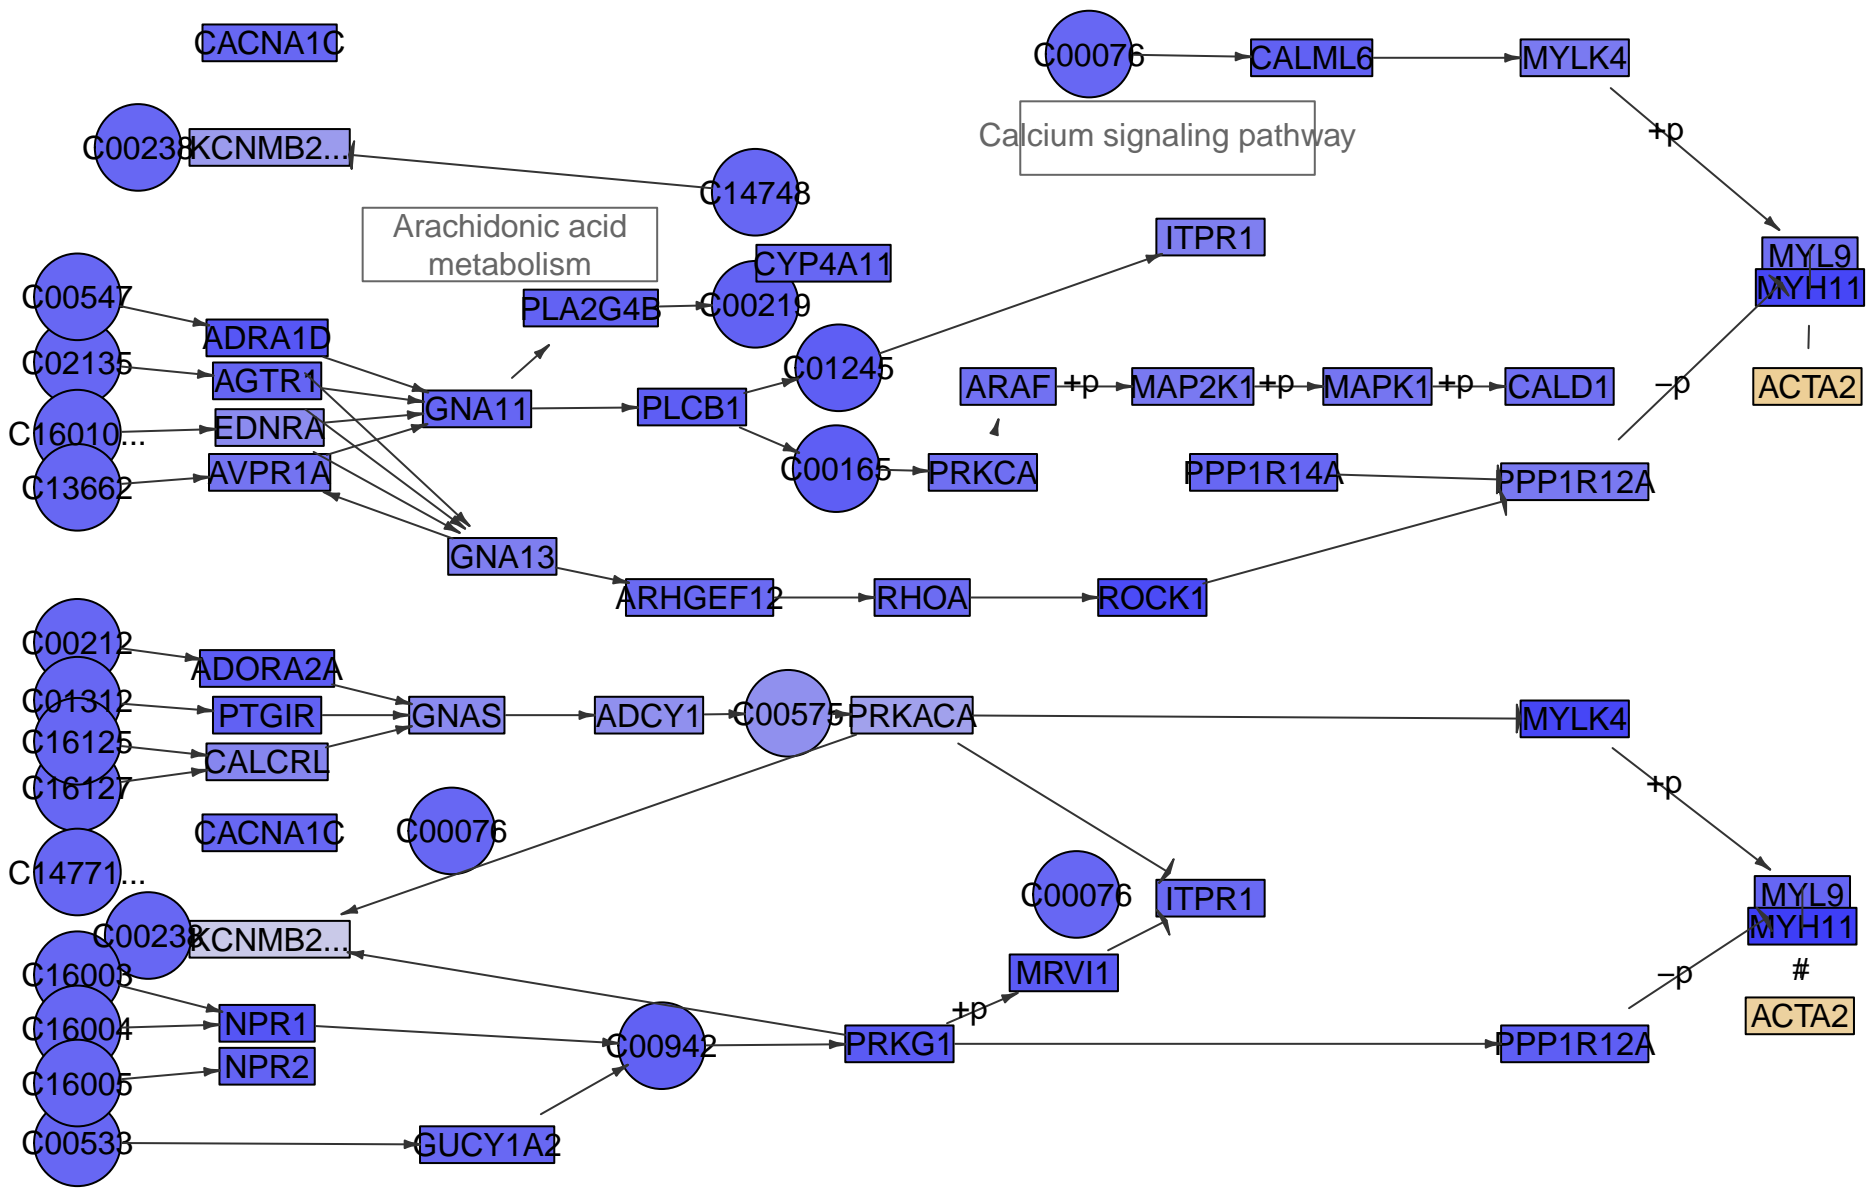 CACNA1C
C00076
CALML6
MYLK4
Calcium signaling pathway
+p
C00238
KCNMB2...
C14748
Arachidonic acid
metabolism
ITPR1
CYP4A11
MYL9
MYH11
C00547
PLA2G4B
C00219
ADRA1D
C02135
AGTR1
C01245
ARAF
+p
MAP2K1
+p
MAPK1
+p
CALD1
–p
ACTA2
GNA11
PLCB1
C16010...
EDNRA
C13662
AVPR1A
C00165
PRKCA
PPP1R14A
PPP1R12A
GNA13
ARHGEF12
RHOA
ROCK1
C00212
ADORA2A
C01312
PTGIR
GNAS
ADCY1
C00575
PRKACA
MYLK4
C16125
CALCRL
C16127
+p
CACNA1C
C00076
C14771...
C00076
ITPR1
MYL9
MYH11
C00238
KCNMB2...
C16003
MRVI1
–p
#
+p
ACTA2
C16004
NPR1
C00942
PRKG1
PPP1R12A
NPR2
C16005
C00533
GUCY1A2